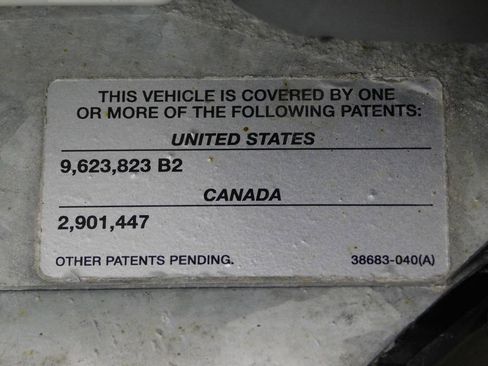 THIS VEHICLE IS COVERED BY ONE
OR MORE OF THE FOLLOWING PATENTS:
UNITED STATES
9,623,823 B2
CANADA
2,901,447
OTHER PATENTS PENDING. 38683-040(A)